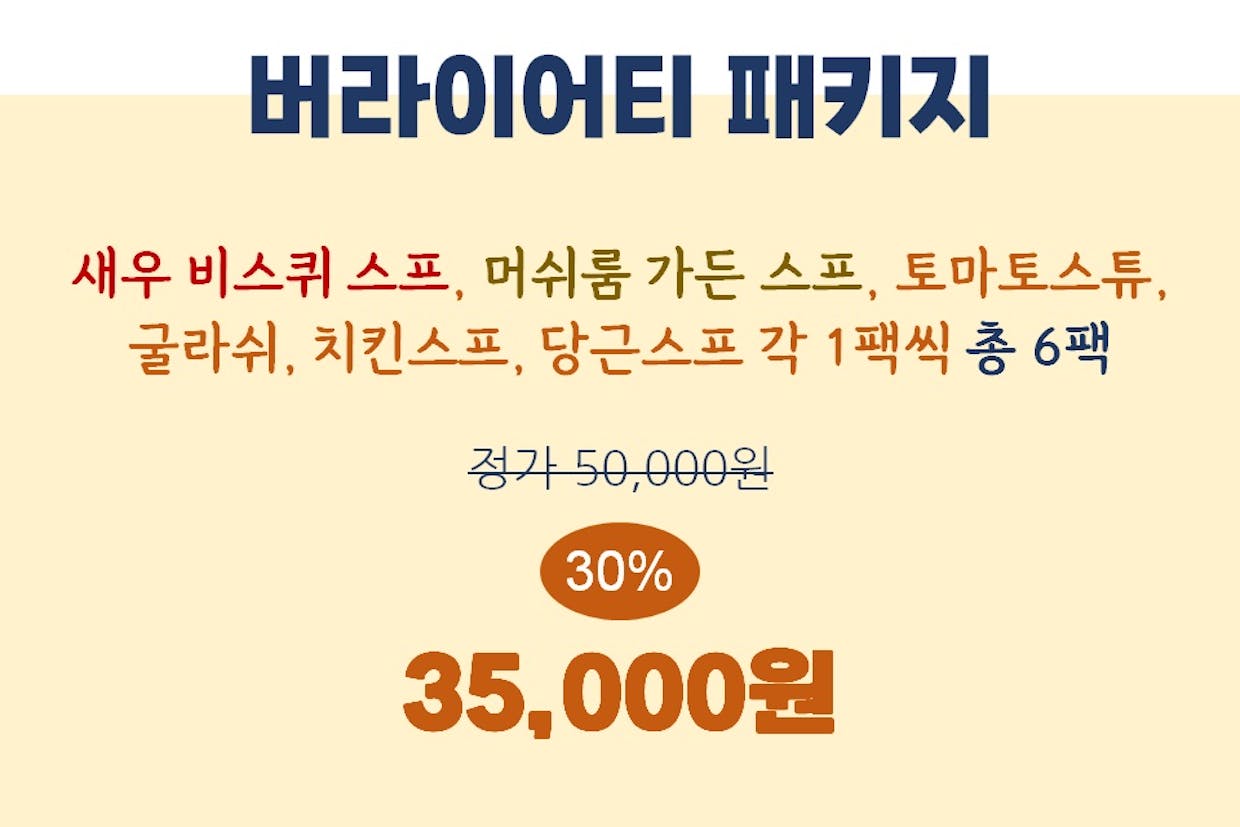 버라이어티 패키지
새우 비스퀴 스프, 머쉬룸 가든 스프, 토마토스튜,
굴라쉬, 치킨스프, 당근스프 각 1팩씩 총 6팩
정가 50,000원
30%
35,000원